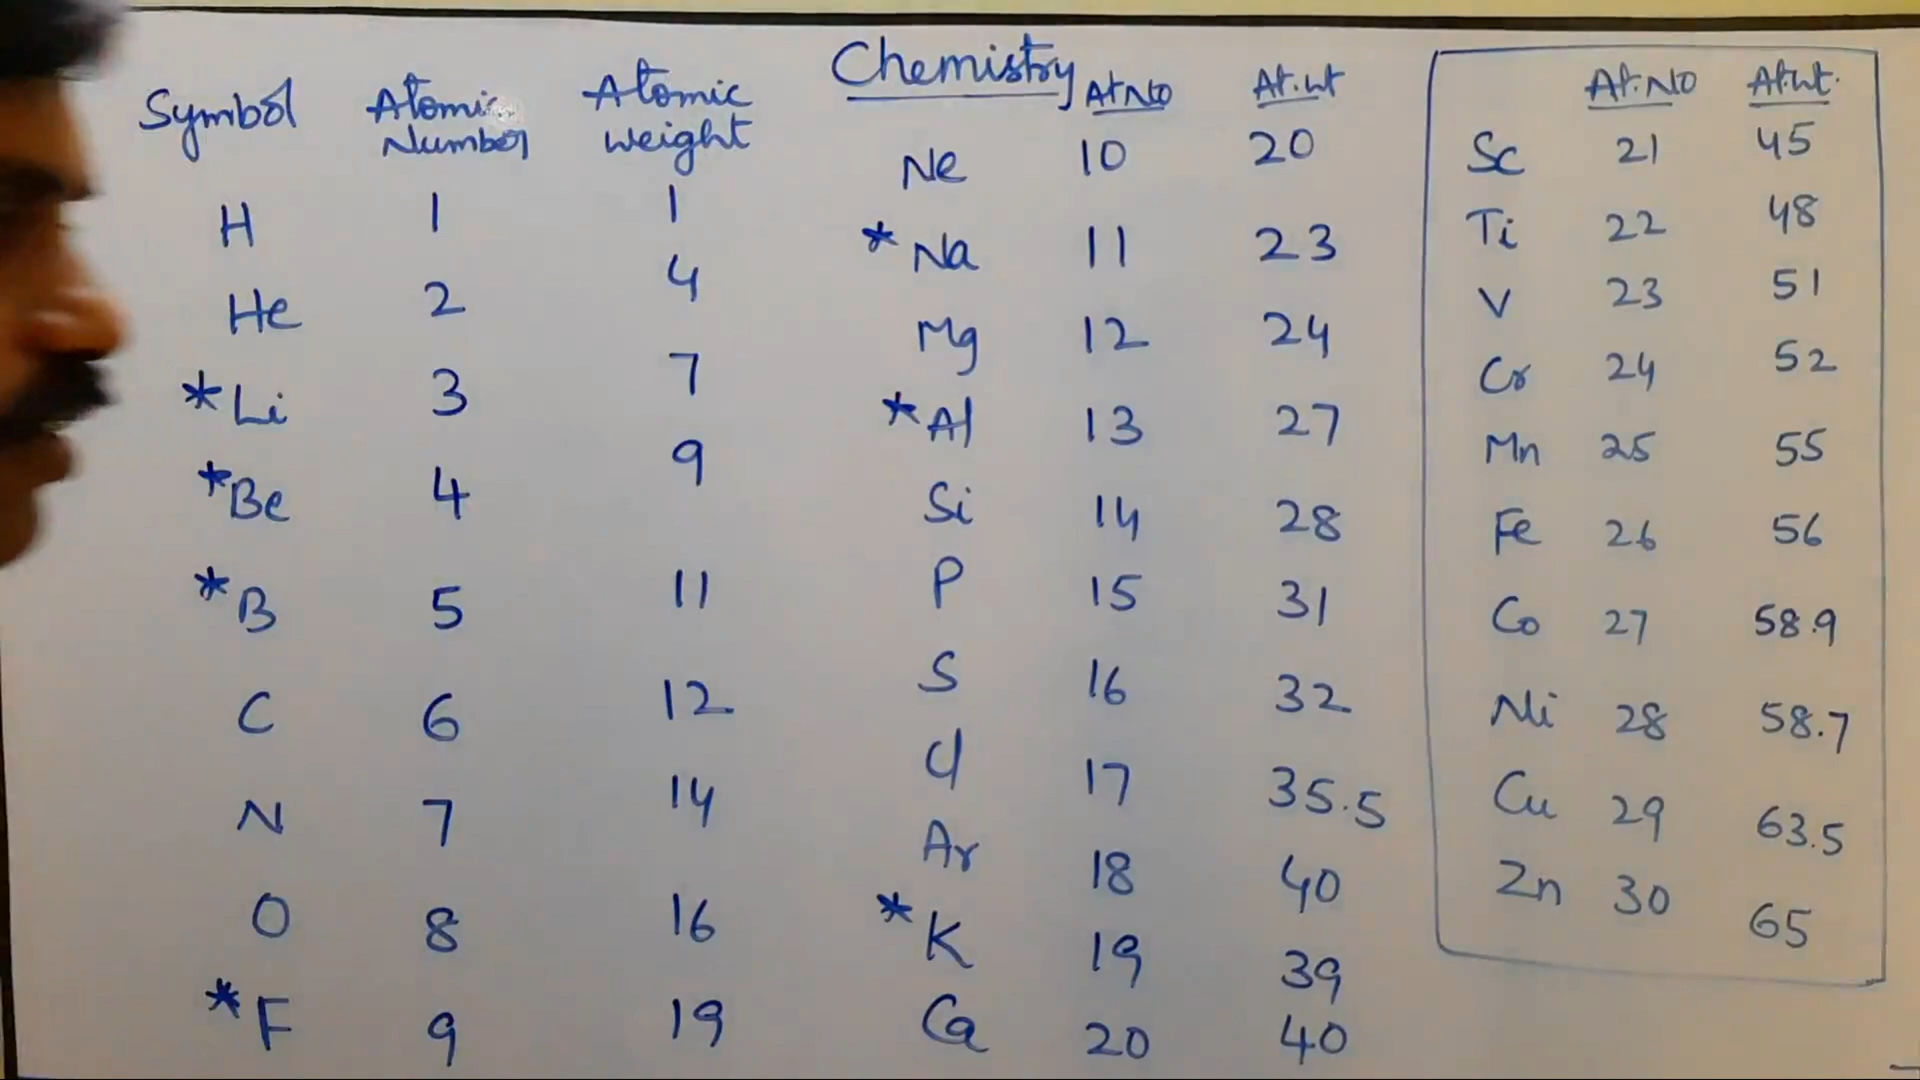 Chemistry
Symbol Atomic Number Atomic weight
H 1 1
He 2 4
*Li 3 7
*Be 4 9
*B 5 11
C 6 12
N 7 14
O 8 16
*F 9 19
At.No At.wt
Ne 10 20
*Na 11 23
Mg 12 24
*Al 13 27
Si 14 28
P 15 31
S 16 32
Cl 17 35.5
Ar 18 40
*K 19 39
Ca 20 40
At.No At.wt.
Sc 21 45
Ti 22 48
V 23 51
Cr 24 52
Mn 25 55
Fe 26 56
Co 27 58.9
Ni 28 58.7
Cu 29 63.5
Zn 30 65